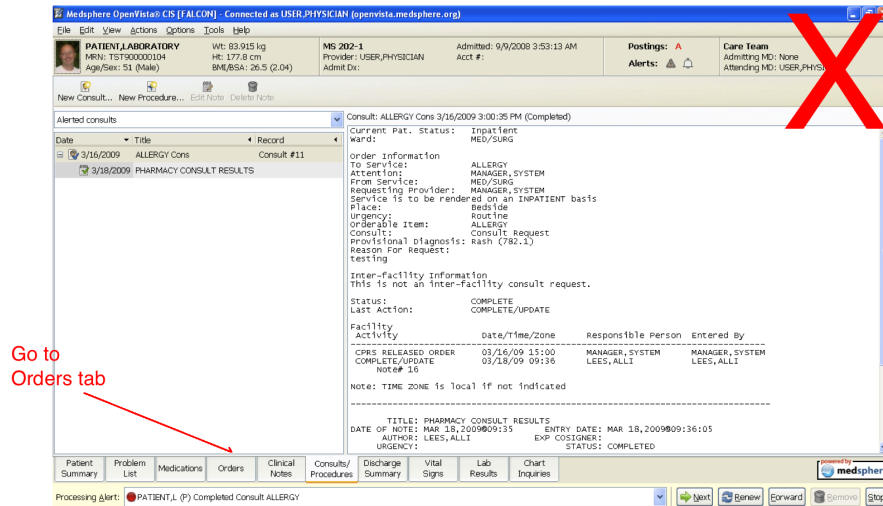 Medsphere OpenVista® CIS [FALCON] - Connected as USER,PHYSICIAN (openvista.medsphere.org)
File Edit View Actions Options Tools Help
PATIENT,LABORATORY Wt: 83.915 kg MS 202-1 Admitted: 9/9/2008 3:53:13 AM Postings: A Care Team
MRN: TST900000104 Ht: 177.8 cm Provider: USER,PHYSICIAN Acct #: Admitting MD: None
Age/Sex: 51 (Male) BMI/BSA: 26.5 (2.04) Admit Dx: Alerts: Attending MD: USER,PHYS
New Consult... New Procedure... Edit Note Delete Note
Alerted consults
Consult: ALLERGY Cons 3/16/2009 3:00:35 PM (Completed)
Date Title Record
3/16/2009 ALLERGY Cons Consult #11
3/18/2009 PHARMACY CONSULT RESULTS
Current Pat. Status: Inpatient
Ward: MED/SURG
Order Information
To Service: ALLERGY
Attention: MANAGER,SYSTEM
From Service: MED/SURG
Requesting Provider: MANAGER,SYSTEM
Service is to be rendered on an INPATIENT basis
Place: Bedside
Urgency: Routine
Orderable Item: ALLERGY
Consult: Consult Request
Provisional Diagnosis: Rash (782.1)
Reason For Request:
testing
Inter-facility Information
This is not an inter-facility consult request.
Status: COMPLETE
Last Action: COMPLETE/UPDATE
Facility
Activity Date/Time/Zone Responsible Person Entered By
CPRS RELEASED ORDER 03/16/09 15:00 MANAGER,SYSTEM MANAGER,SYSTEM
COMPLETE/UPDATE 03/18/09 09:36 LEES,ALLI LEES,ALLI
Note# 16
Note: TIME ZONE is local if not indicated
TITLE: PHARMACY CONSULT RESULTS
DATE OF NOTE: MAR 18,2009@09:35 ENTRY DATE: MAR 18,2009@09:36:05
AUTHOR: LEES,ALLI EXP COSIGNER:
URGENCY: STATUS: COMPLETED
Go to
Orders tab
Patient Summary Problem List Medications Orders Clinical Notes Consults/ Procedures Discharge Summary Vital Signs Lab Results Chart Inquiries
powered by
medspher
Processing Alert: PATIENT,L (P) Completed Consult ALLERGY Next Renew Forward Remove Stop
X